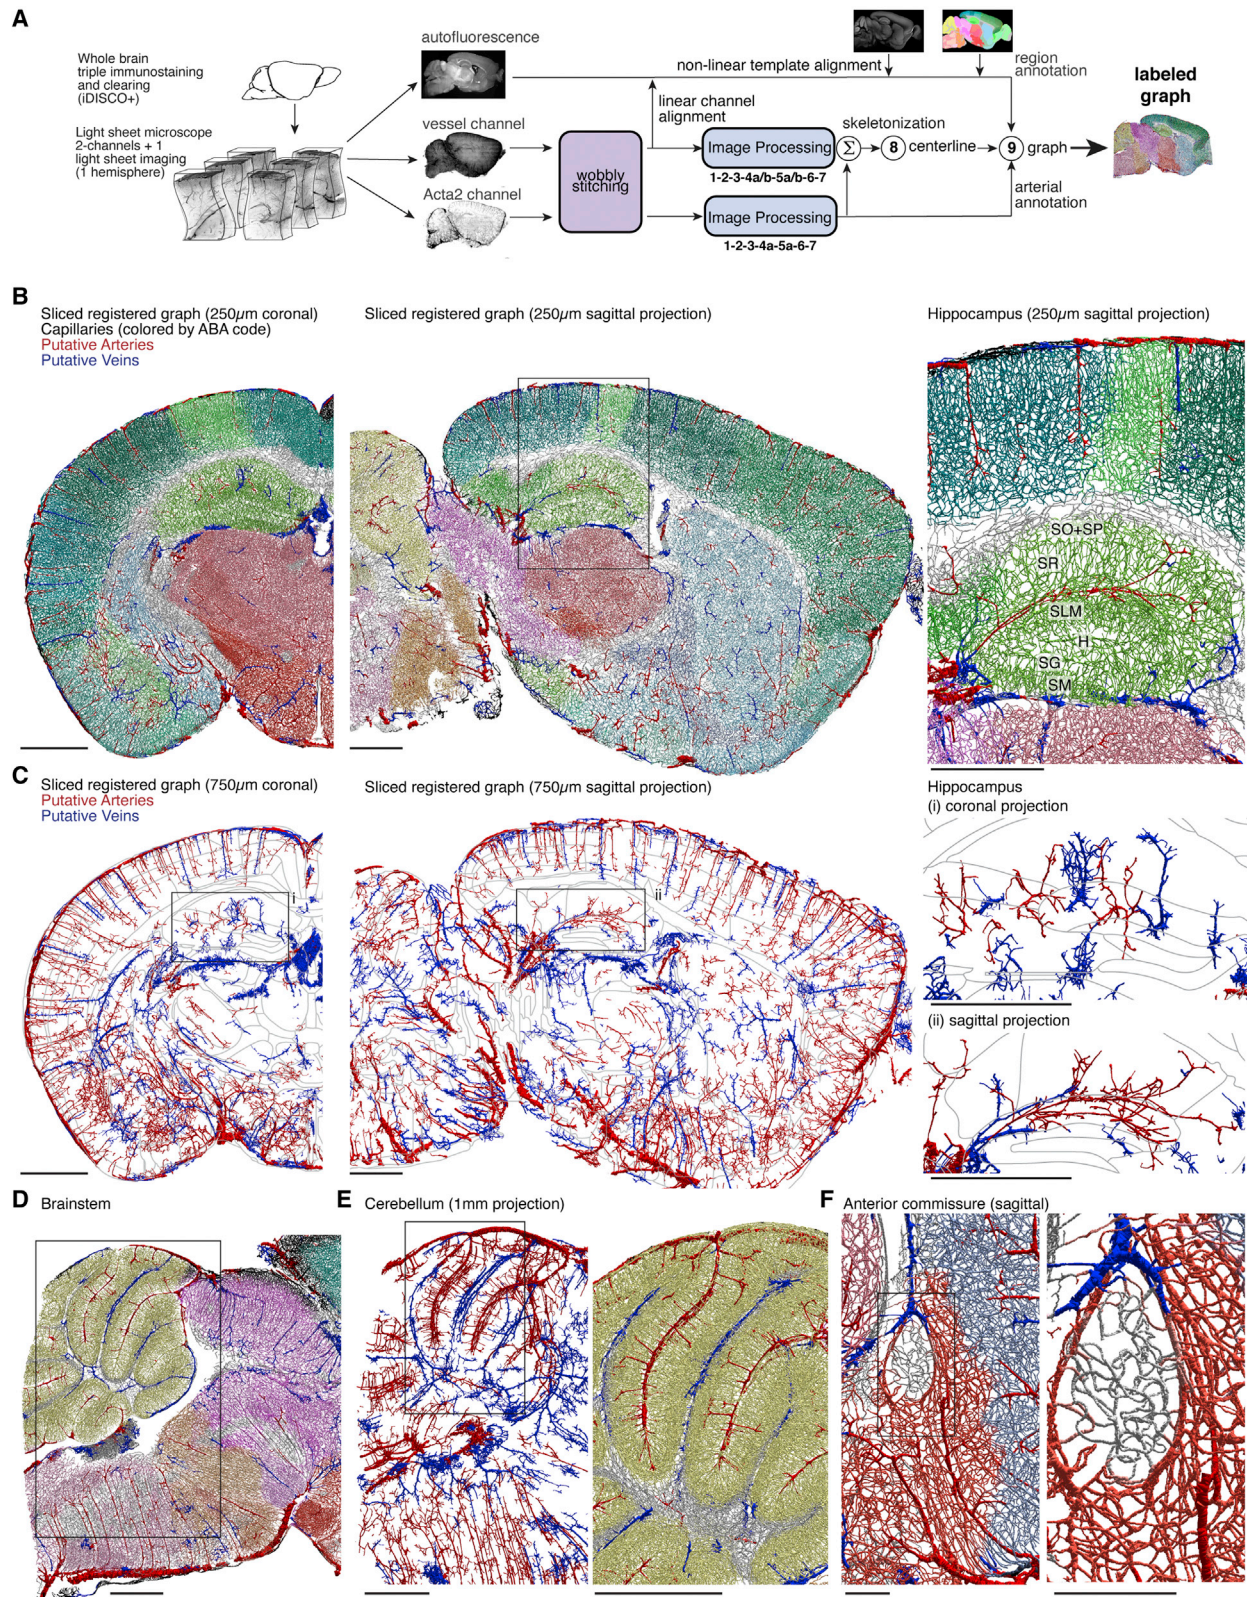 A
Whole brain
triple immunostaining
and clearing
(iDISCO+)
Light sheet microscope
2-channels + 1
light sheet imaging
(1 hemisphere)
autofluorescence
vessel channel
Acta2 channel
wobbly
stitching
non-linear template alignment
linear channel
alignment
Image Processing
1-2-3-4a/b-5a/b-6-7
Image Processing
1-2-3-4a-5a-6-7
skeletonization
Σ
8
centerline
9
graph
region
annotation
arterial
annotation
labeled
graph
B
Sliced registered graph (250µm coronal)
Capillaries (colored by ABA code)
Putative Arteries
Putative Veins
Sliced registered graph (250µm sagittal projection)
Hippocampus (250µm sagittal projection)
SO+SP
SR
SLM
H
SG
SM
C
Sliced registered graph (750µm coronal)
Putative Arteries
Putative Veins
i
Sliced registered graph (750µm sagittal projection)
ii
Hippocampus
(i) coronal projection
(ii) sagittal projection
D Brainstem
E Cerebellum (1mm projection)
F Anterior commissure (sagittal)